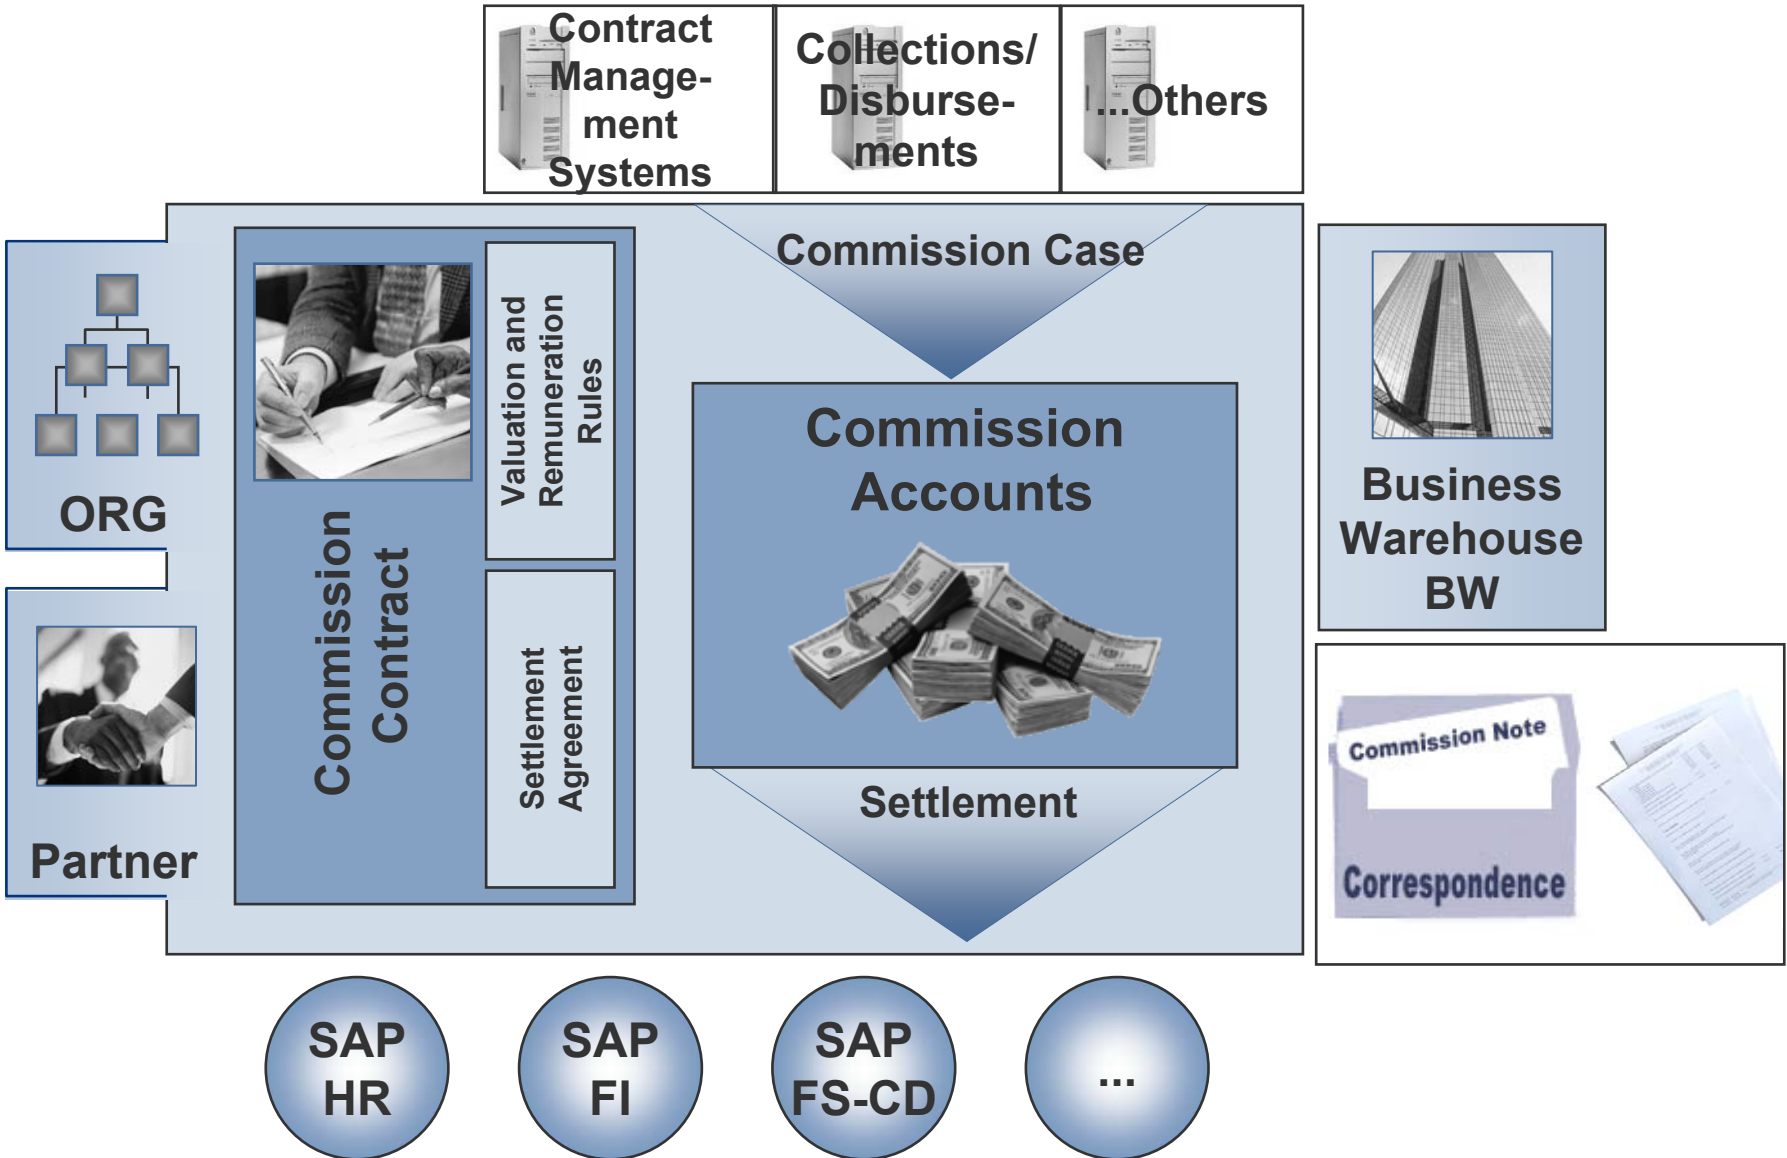 Contract
Manage-
ment
Systems
Collections/
Disburse-
ments
...Others
Commission Case
ORG
Partner
Commission
Contract
Valuation and
Remuneration
Rules
Settlement
Agreement
Commission
Accounts
Settlement
Business
Warehouse
BW
Commission Note
Correspondence
SAP
HR
SAP
FI
SAP
FS-CD
...